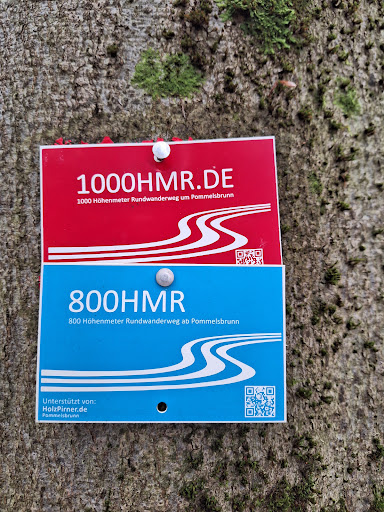 1000HMR.DE
1000 Höhenmeter Rundwanderweg um Pommelsbrunn
800HMR
800 Höhenmeter Rundwanderweg ab Pommelsbrunn
Unterstützt von:
HolzPirner.de
Pommelsbrunn